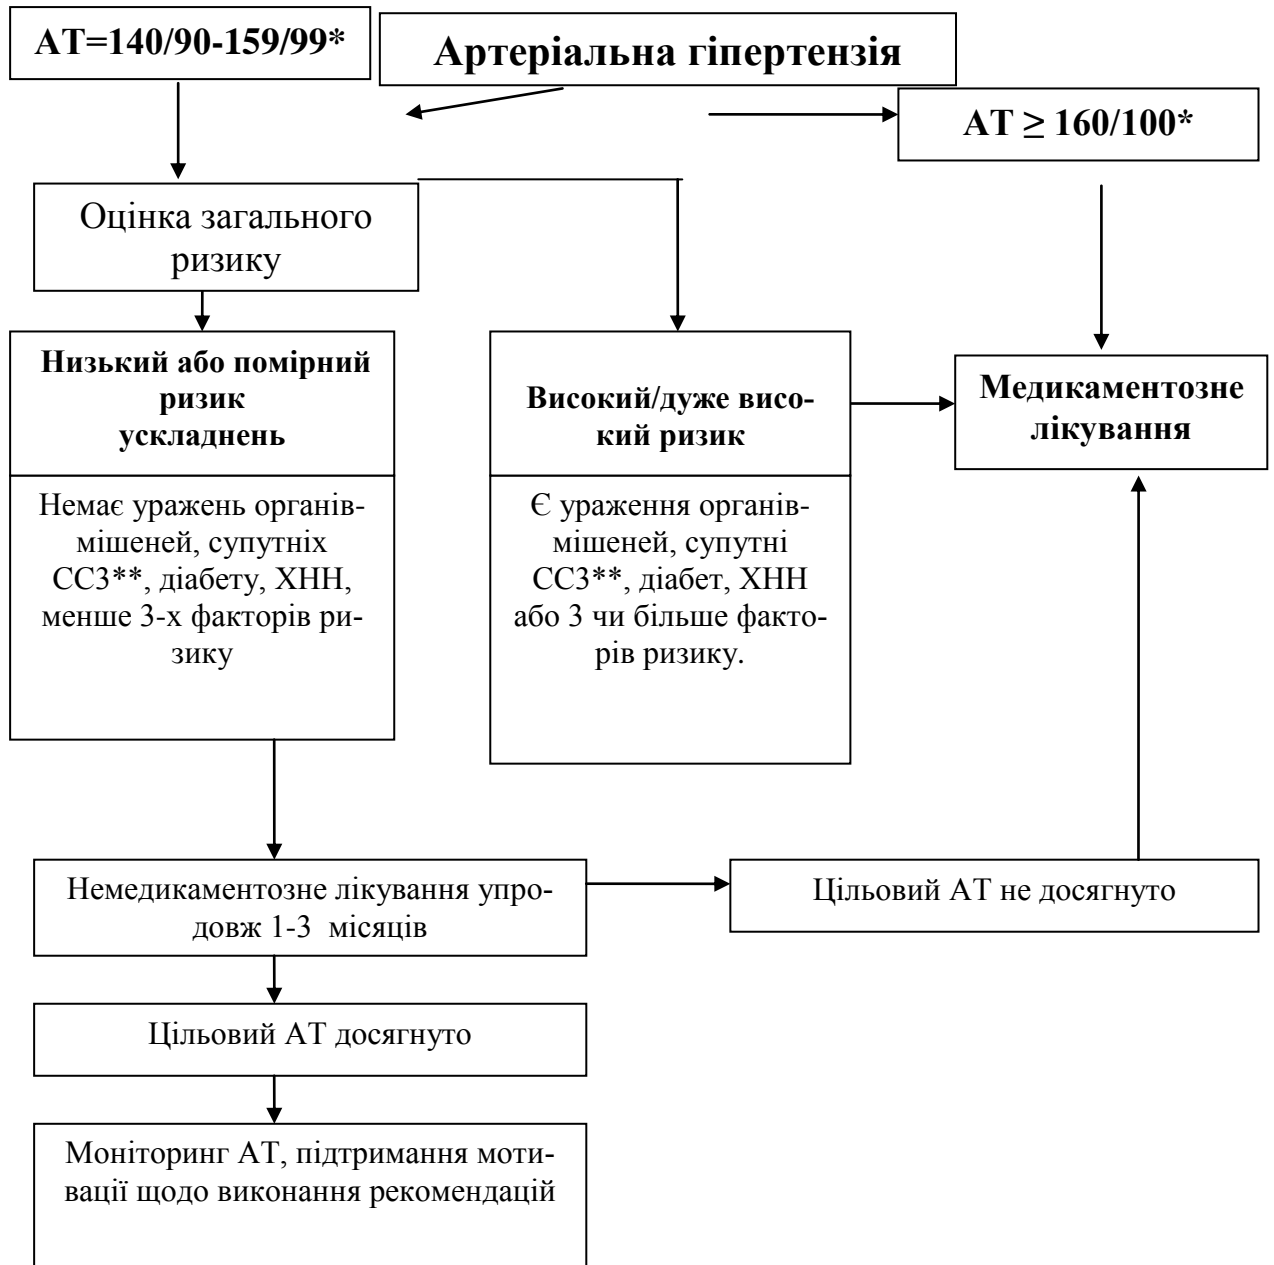 АТ=140/90-159/99*
Артеріальна гіпертензія
АТ ≥ 160/100*
Оцінка загального
ризику
Низький або помірний
ризик
ускладнень
Немає уражень органів-
мішеней, супутніх
ССЗ**, діабету, ХНН,
менше 3-х факторів ри-
зику
Високий/дуже висо-
кий ризик
Є ураження органів-
мішеней, супутні
ССЗ**, діабет, ХНН
або 3 чи більше факто-
рів ризику.
Медикаментозне
лікування
Немедикаментозне лікування упро-
довж 1-3 місяців
Цільовий АТ не досягнуто
Цільовий АТ досягнуто
Моніторинг АТ, підтримання моти-
вації щодо виконання рекомендацій